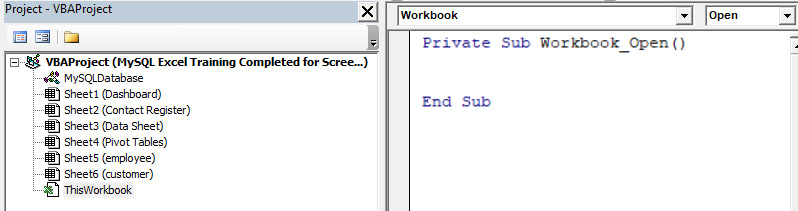 Project - VBAProject
VBAProject (MySQL Excel Training Completed for Scree...)
MySQLDatabase
Sheet1 (Dashboard)
Sheet2 (Contact Register)
Sheet3 (Data Sheet)
Sheet4 (Pivot Tables)
Sheet5 (employee)
Sheet6 (customer)
ThisWorkbook
Workbook
Open
Private Sub Workbook_Open()
End Sub